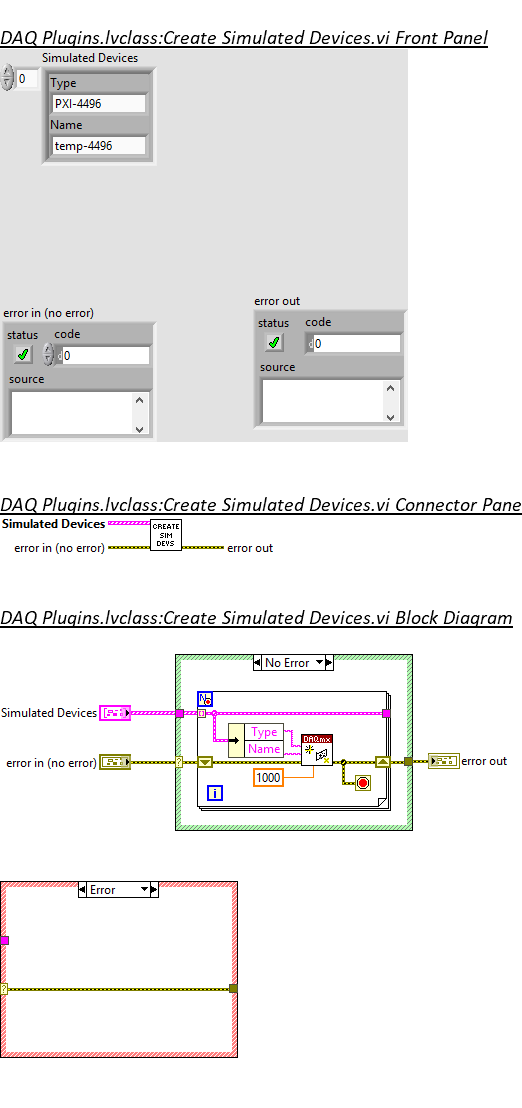 DAQ Plugins.lvclass:Create Simulated Devices.vi Front Panel
Simulated Devices
0
Type
PXI-4496
Name
temp-4496
error in (no error)
status code
0
source
error out
status code
d0
source
DAQ Plugins.lvclass:Create Simulated Devices.vi Connector Pane
Simulated Devices
error in (no error)
CREATE
SIM
DEVS
error out
DAQ Plugins.lvclass:Create Simulated Devices.vi Block Diagram
No Error
N
Simulated Devices
Type
Name
DAQmx
error in (no error)
?
1000
i
error out
Error
?